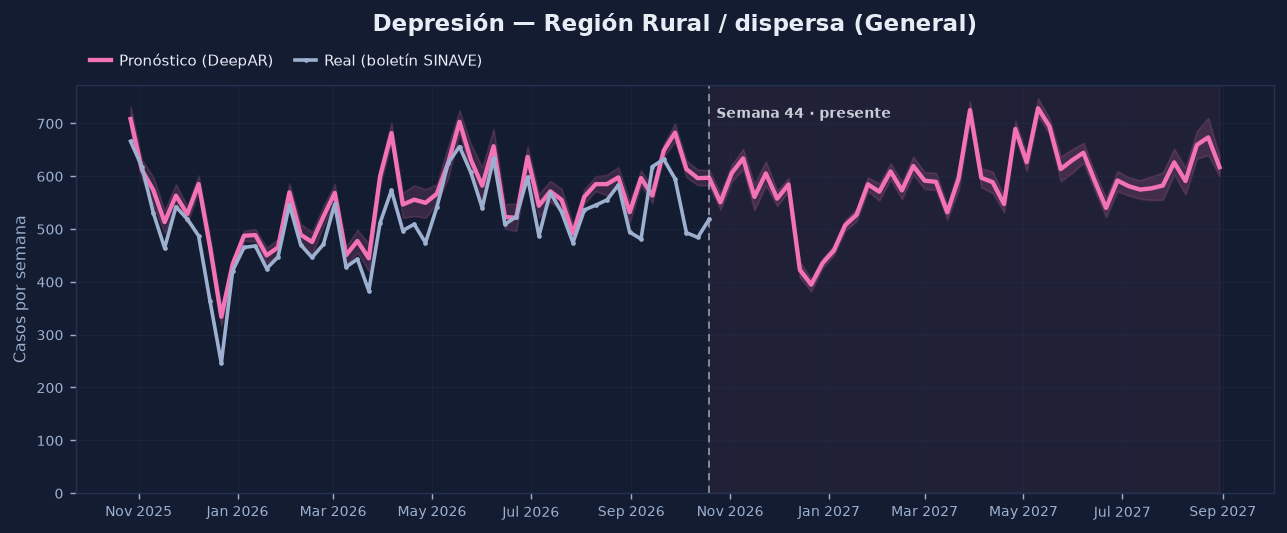 Depresión — Región Rural / dispersa (General)
Pronóstico (DeepAR)
Real (boletín SINAVE)
Semana 44 · presente
Casos por semana
700
600
500
400
300
200
100
0
Nov 2025
Jan 2026
Mar 2026
May 2026
Jul 2026
Sep 2026
Nov 2026
Jan 2027
Mar 2027
May 2027
Jul 2027
Sep 2027